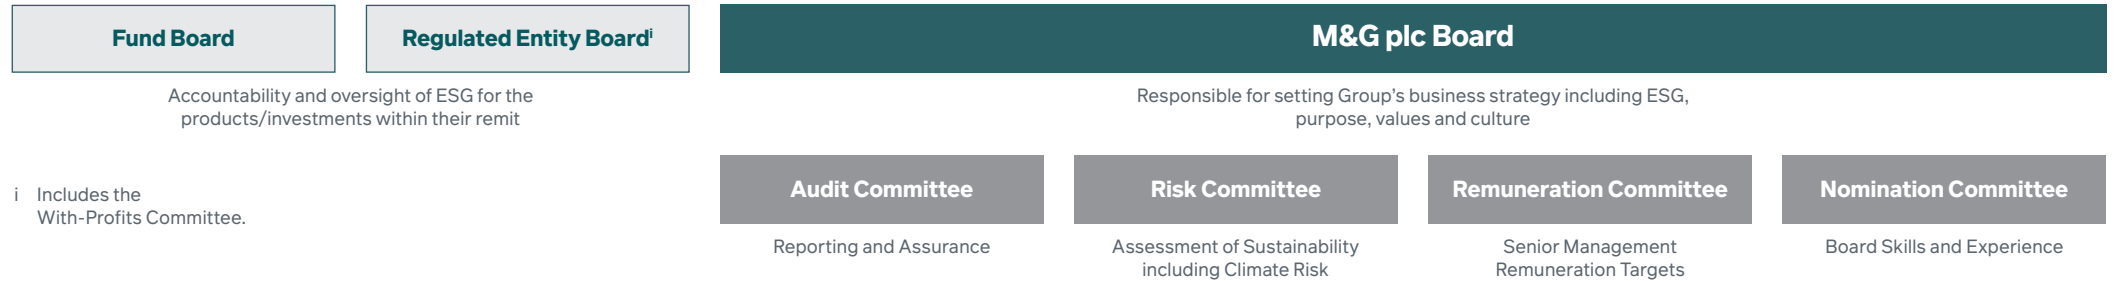 Fund Board
Regulated Entity Boardⁱ
M&G plc Board
Accountability and oversight of ESG for the
products/investments within their remit
Responsible for setting Group’s business strategy including ESG,
purpose, values and culture
i Includes the
With-Profits Committee.
Audit Committee
Risk Committee
Remuneration Committee
Nomination Committee
Reporting and Assurance
Assessment of Sustainability
including Climate Risk
Senior Management
Remuneration Targets
Board Skills and Experience